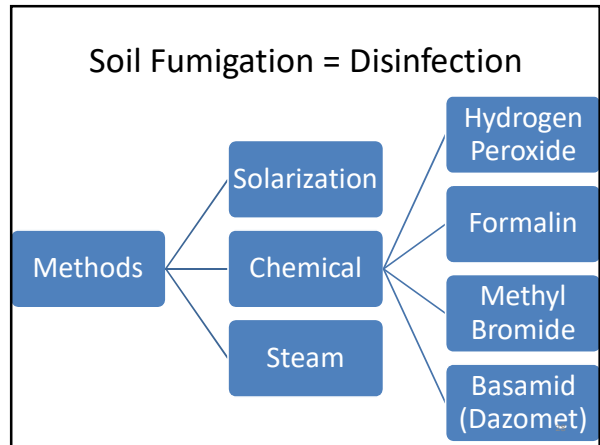 Soil Fumigation = Disinfection
Methods
Solarization
Chemical
Steam
Hydrogen
Peroxide
Formalin
Methyl
Bromide
Basamid
(Dazomet)